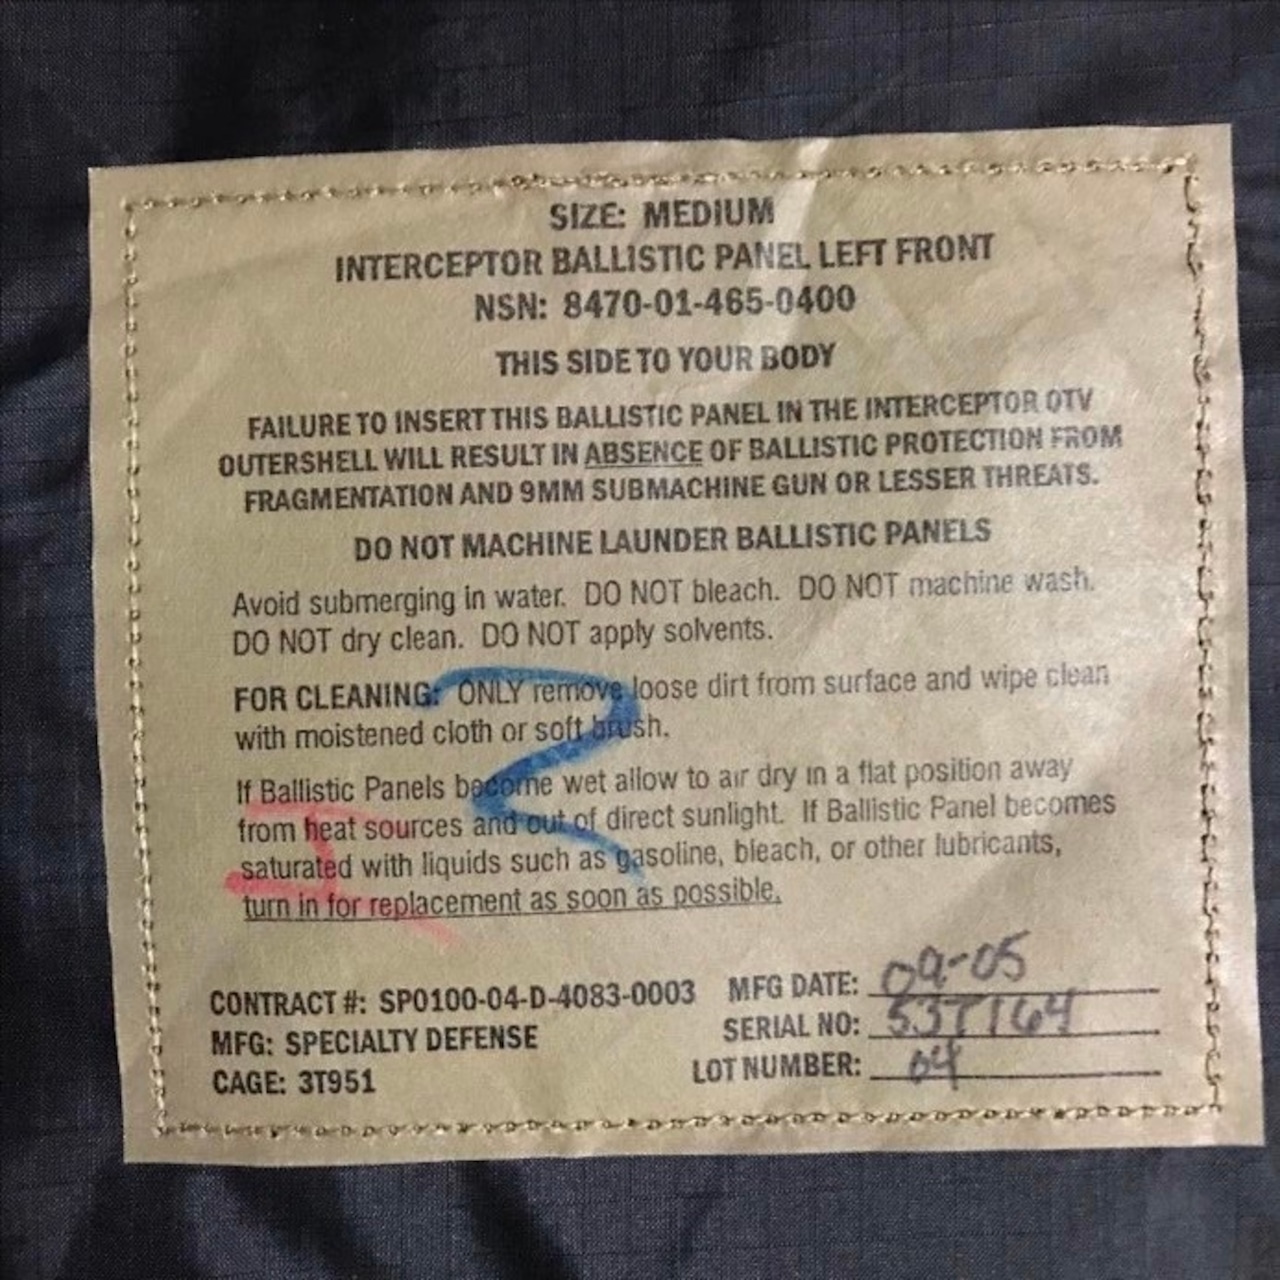 SIZE: MEDIUM
INTERCEPTOR BALLISTIC PANEL LEFT FRONT
NSN: 8470-01-465-0400
THIS SIDE TO YOUR BODY
FAILURE TO INSERT THIS BALLISTIC PANEL IN THE INTERCEPTOR OTV
OUTERSHELL WILL RESULT IN ABSENCE OF BALLISTIC PROTECTION FROM
FRAGMENTATION AND 9MM SUBMACHINE GUN OR LESSER THREATS.
DO NOT MACHINE LAUNDER BALLISTIC PANELS
Avoid submerging in water. DO NOT bleach. DO NOT machine wash.
DO NOT dry clean. DO NOT apply solvents.
FOR CLEANING: ONLY remove loose dirt from surface and wipe clean
with moistened cloth or soft brush.
If Ballistic Panels become wet allow to air dry in a flat position away
from heat sources and out of direct sunlight. If Ballistic Panel becomes
saturated with liquids such as gasoline, bleach, or other lubricants,
turn in for replacement as soon as possible.
CONTRACT #: SP0100-04-D-4083-0003 MFG DATE: 09-05
MFG: SPECIALTY DEFENSE SERIAL NO: 537164
CAGE: 3T951 LOT NUMBER: 04